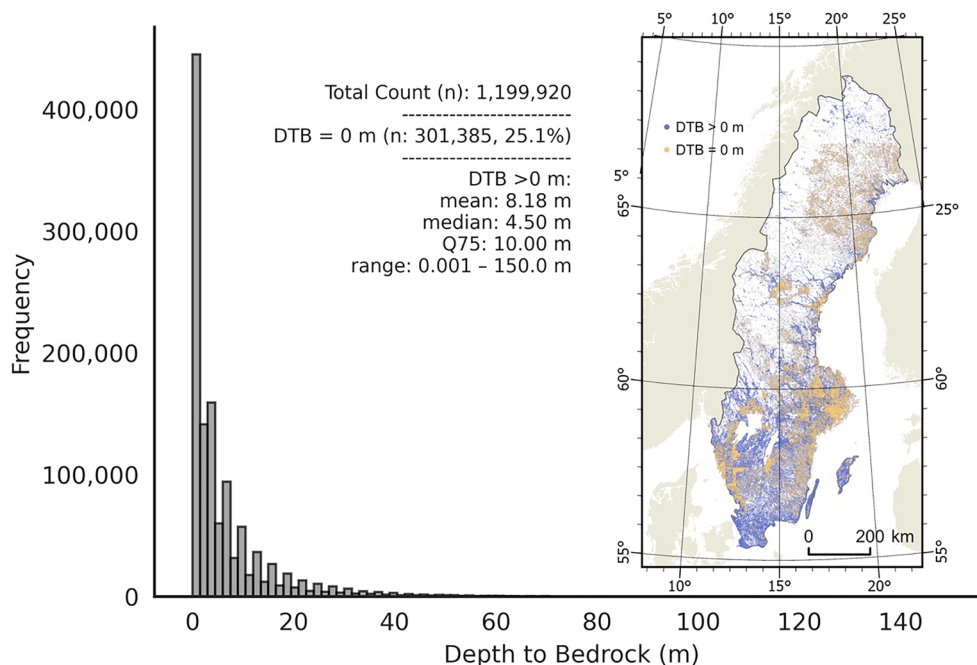 5° 10° 15° 20° 25°
400,000
Total Count (n): 1,199,920
-------------------------
DTB = 0 m (n: 301,385, 25.1%)
-------------------------
DTB >0 m:
mean: 8.18 m
median: 4.50 m
Q75: 10.00 m
range: 0.001 – 150.0 m
DTB > 0 m
DTB = 0 m
5°
65°
25°
300,000
Frequency
200,000
60°
60°
100,000
0 200 km
55°
55°
10° 15° 20°
0
0 20 40 60 80 100 120 140
Depth to Bedrock (m)